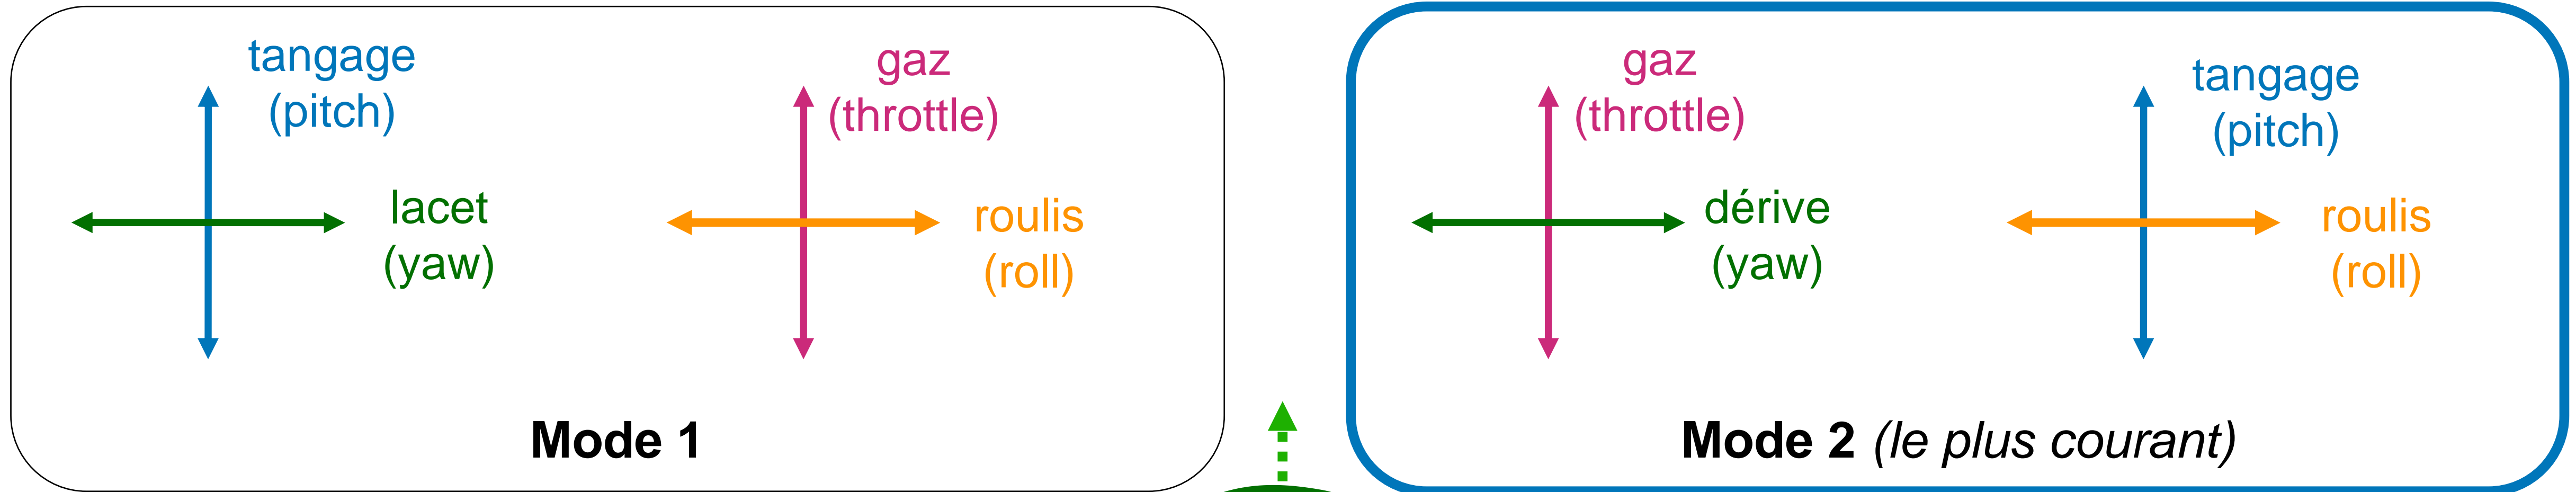 tangage
(pitch)
lacet
(yaw)
gaz
(throttle)
roulis
(roll)
Mode 1
gaz
(throttle)
dérive
(yaw)
tangage
(pitch)
roulis
(roll)
Mode 2 (le plus courant)